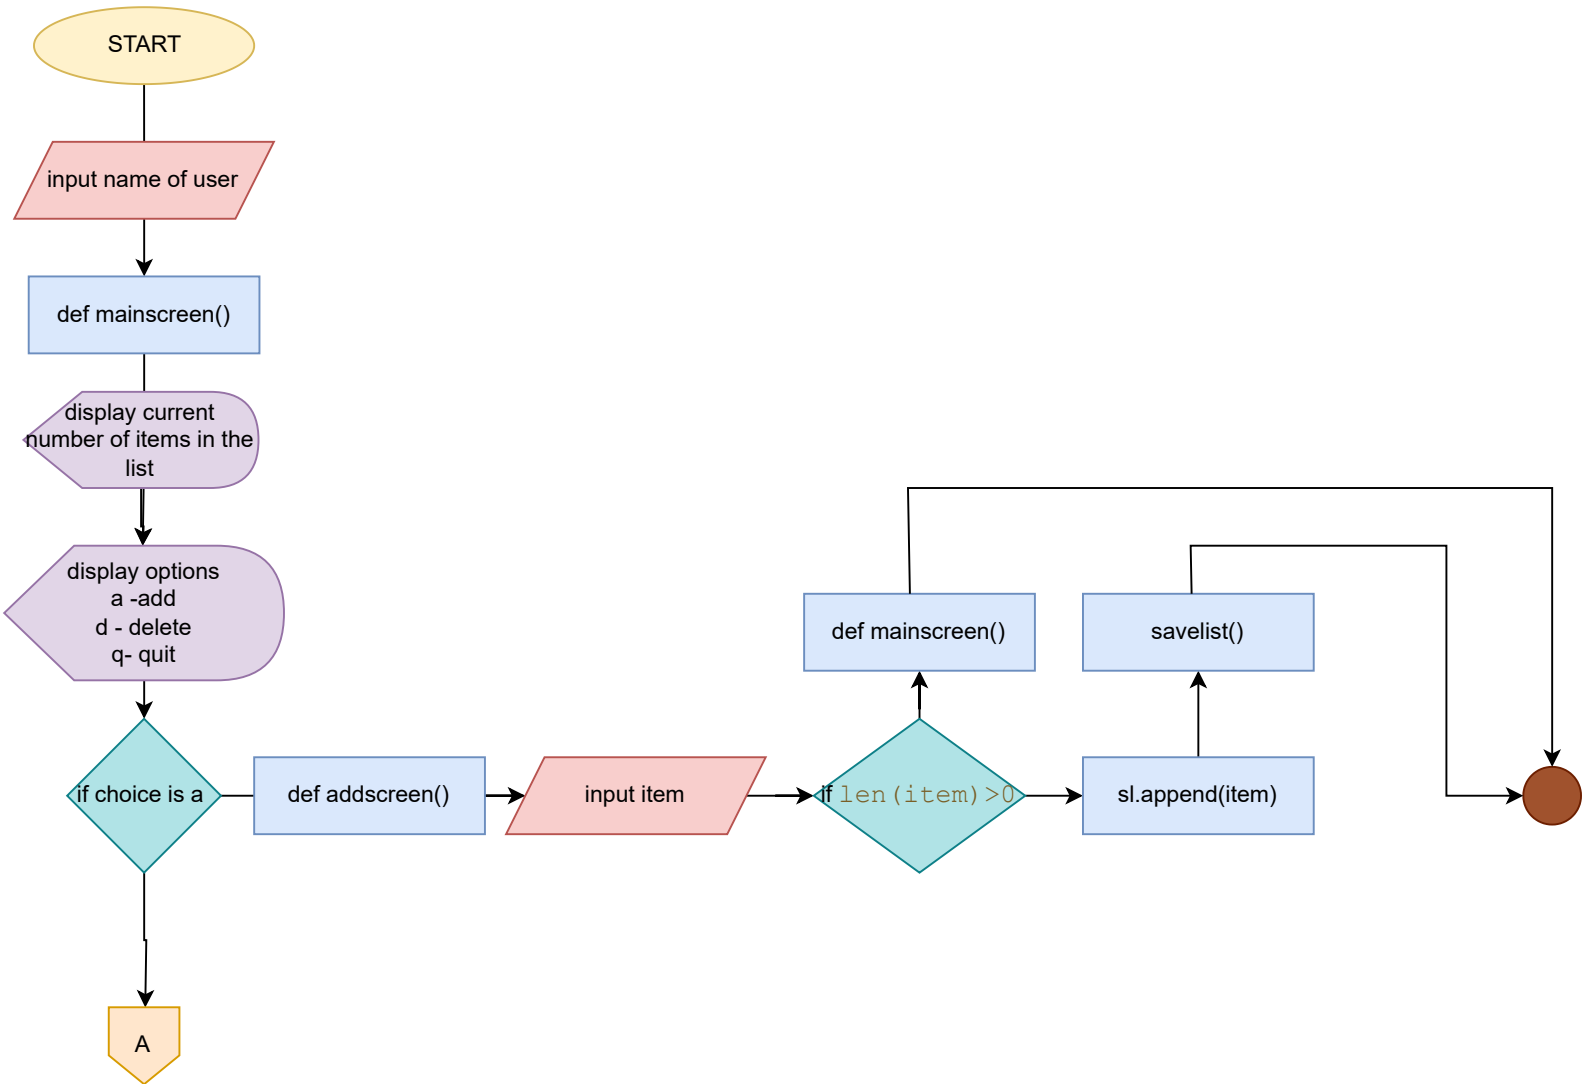 START
input name of user
def mainscreen()
display current
number of items in the
list
display options
a -add
d - delete
q- quit
def mainscreen()
savelist()
if choice is a
def addscreen()
input item
if len(item)>0
sl.append(item)
A